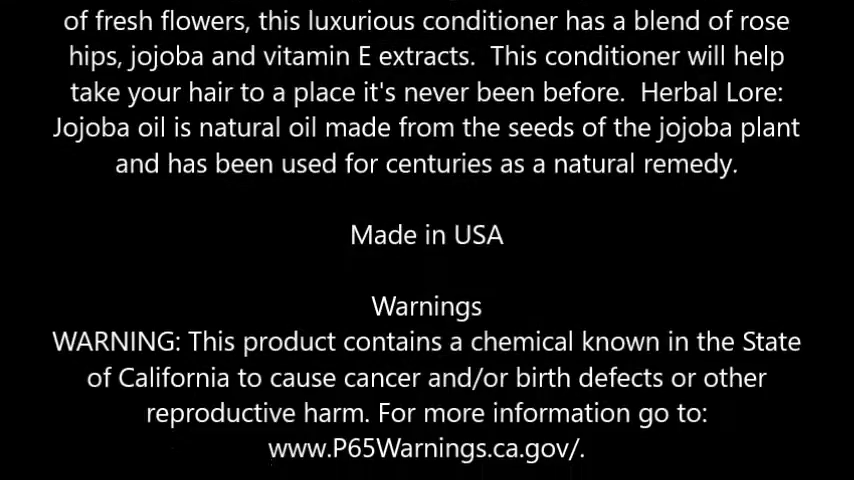 of fresh flowers, this luxurious conditioner has a blend of rose
hips, jojoba and vitamin E extracts.  This conditioner will help
take your hair to a place it's never been before.  Herbal Lore:
Jojoba oil is natural oil made from the seeds of the jojoba plant
and has been used for centuries as a natural remedy.
Made in USA
Warnings
WARNING: This product contains a chemical known in the State
of California to cause cancer and/or birth defects or other
reproductive harm. For more information go to:
www.P65Warnings.ca.gov/.